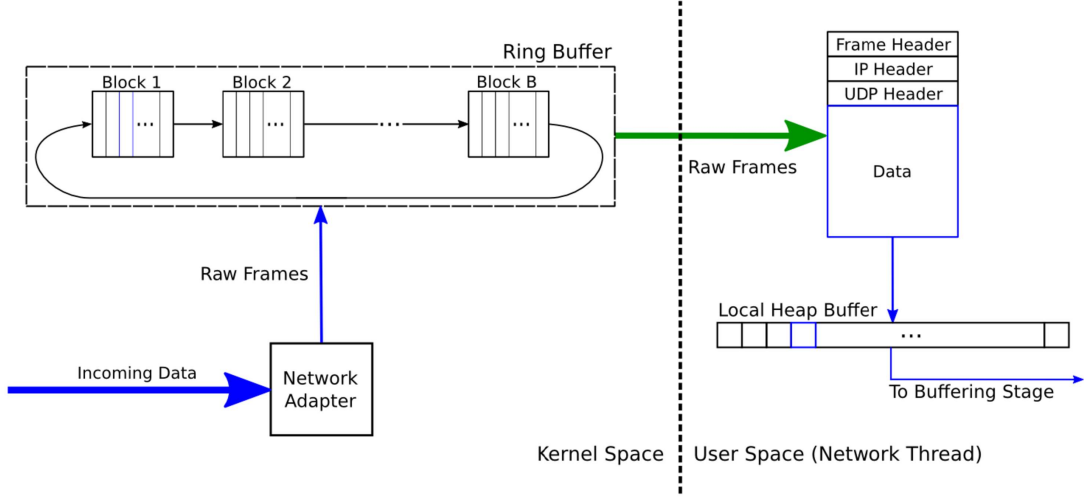 Ring Buffer
Block 1
Block 2
Block B
...
...
...
...
Raw Frames
Incoming Data
Network
Adapter
Kernel Space
Frame Header
IP Header
UDP Header
Data
Raw Frames
Local Heap Buffer
...
To Buffering Stage
User Space (Network Thread)